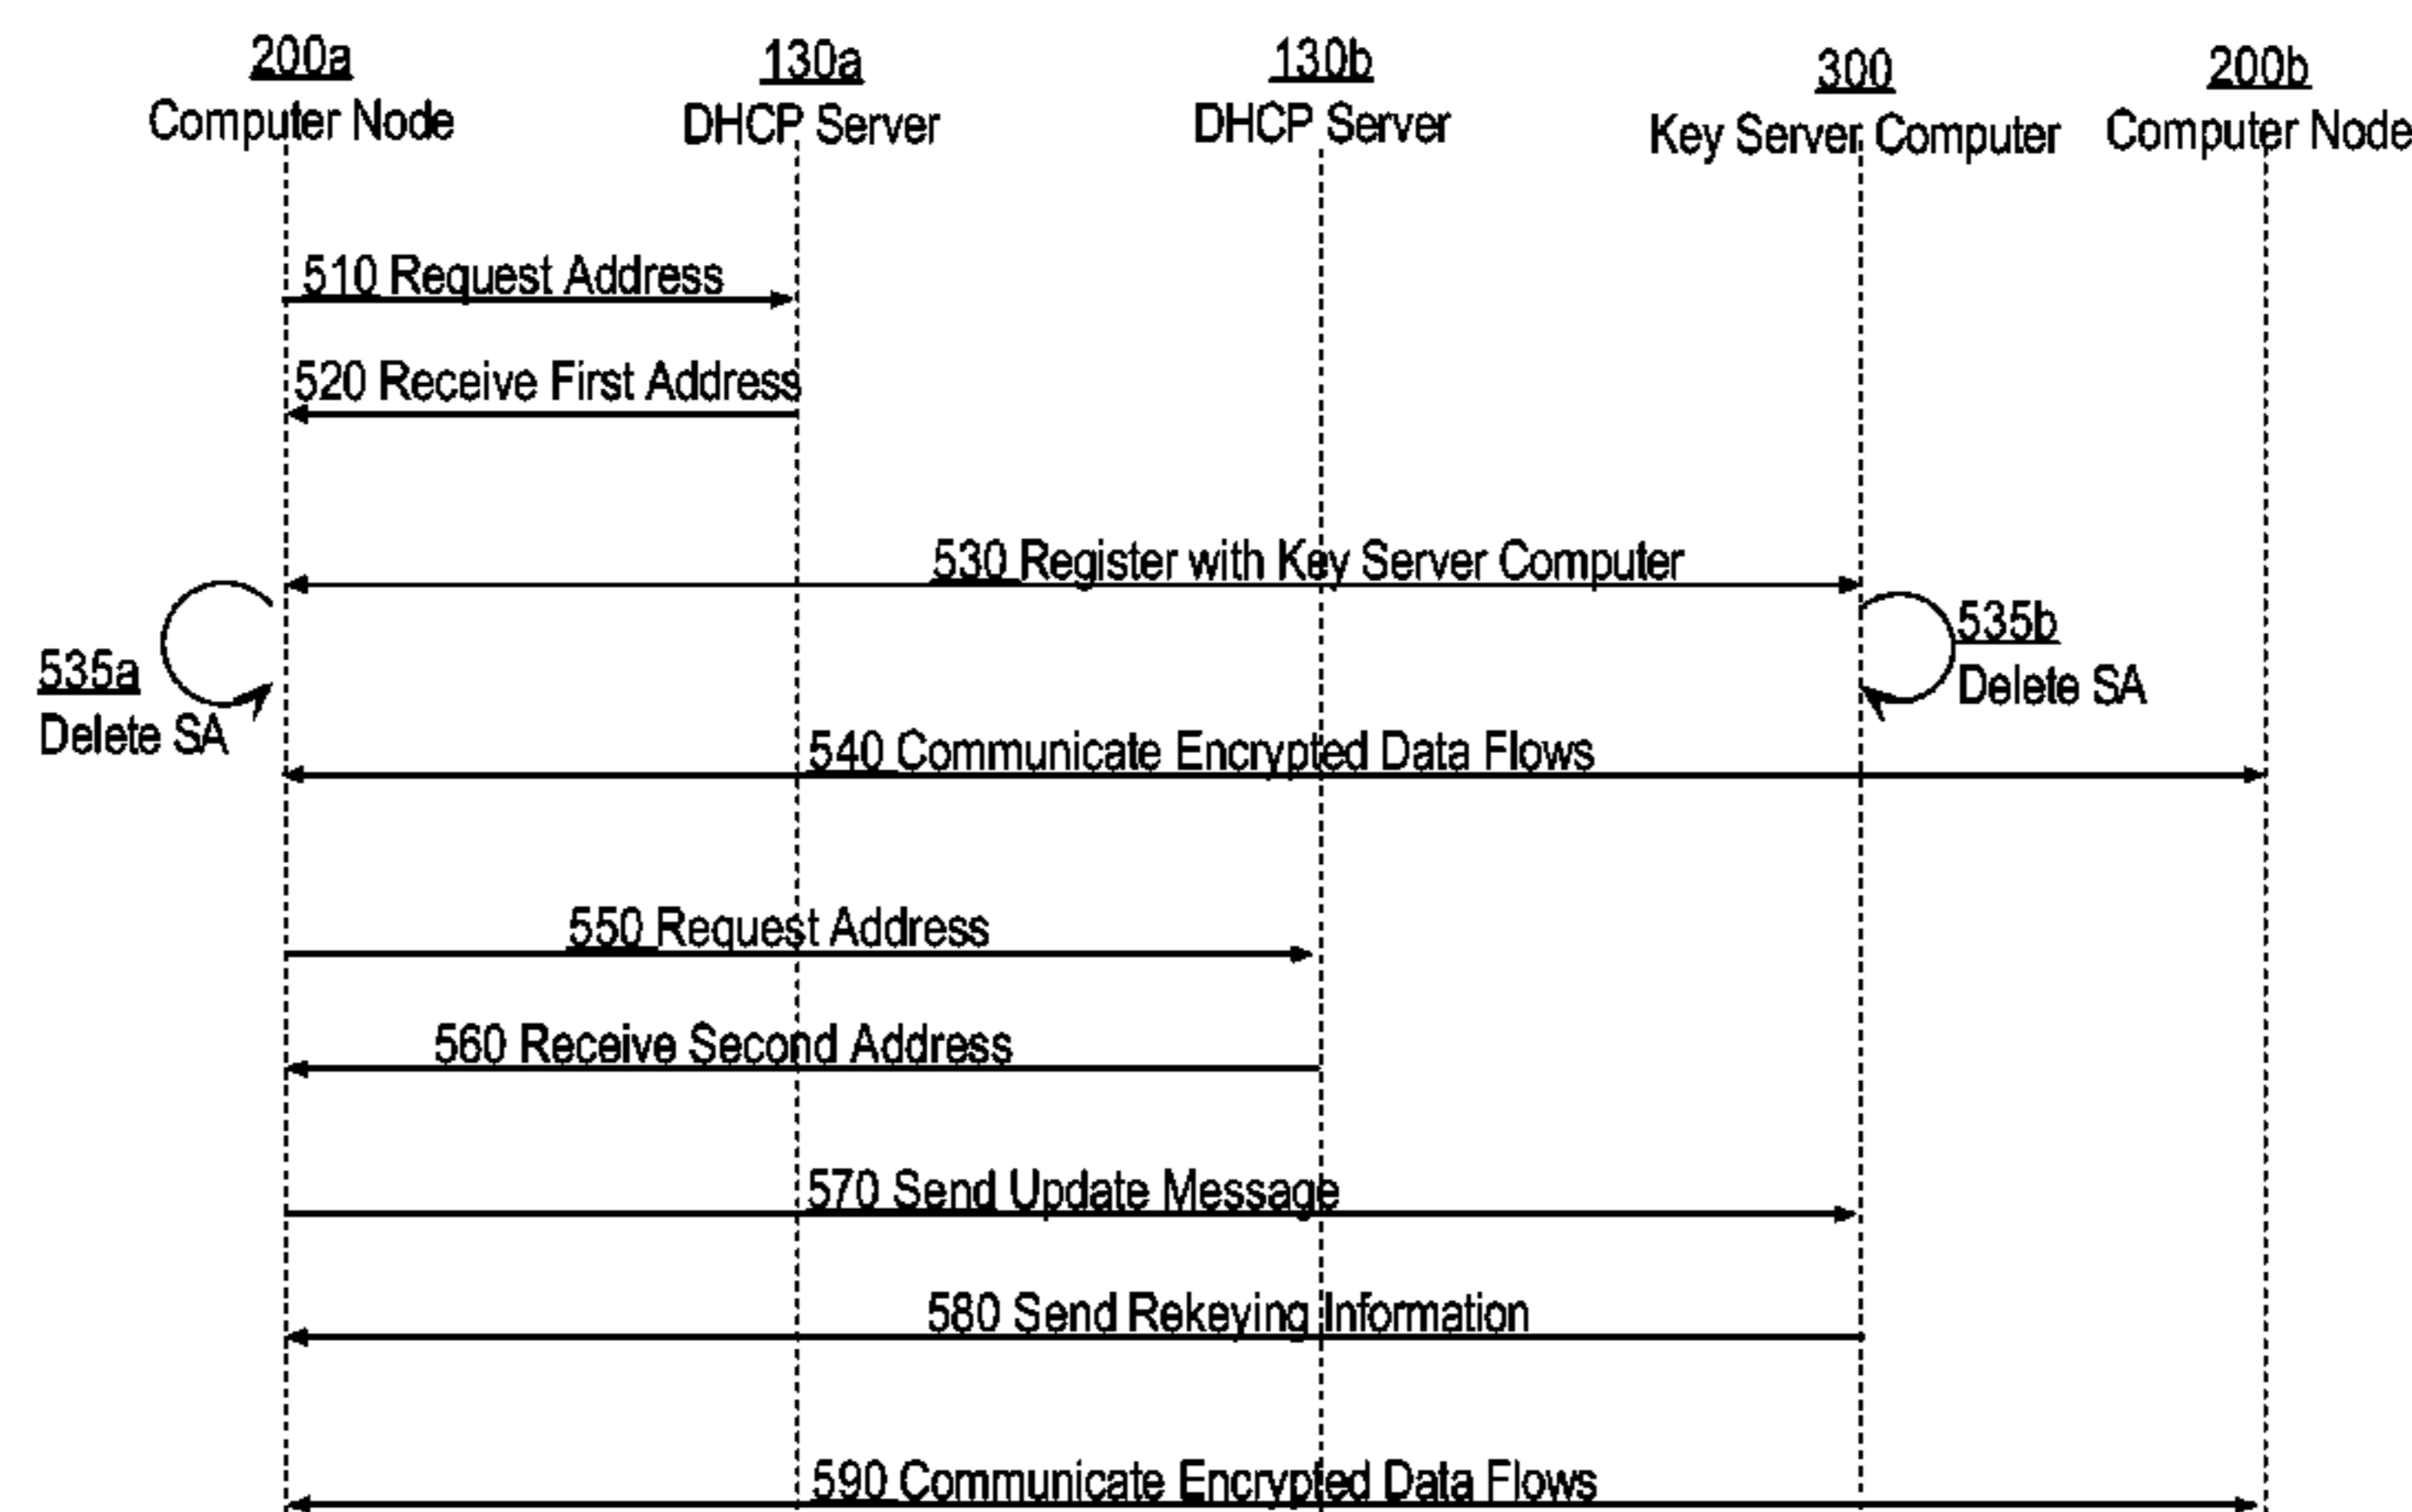 200a
Computer Node
130a
DHCP Server
130b
DHCP Server
300
Key Server Computer
200b
Computer Node
510 Request Address
520 Receive First Address
530 Register with Key Server Computer
535a
Delete SA
535b
Delete SA
540 Communicate Encrypted Data Flows
550 Request Address
560 Receive Second Address
570 Send Update Message
580 Send Rekeying Information
590 Communicate Encrypted Data Flows